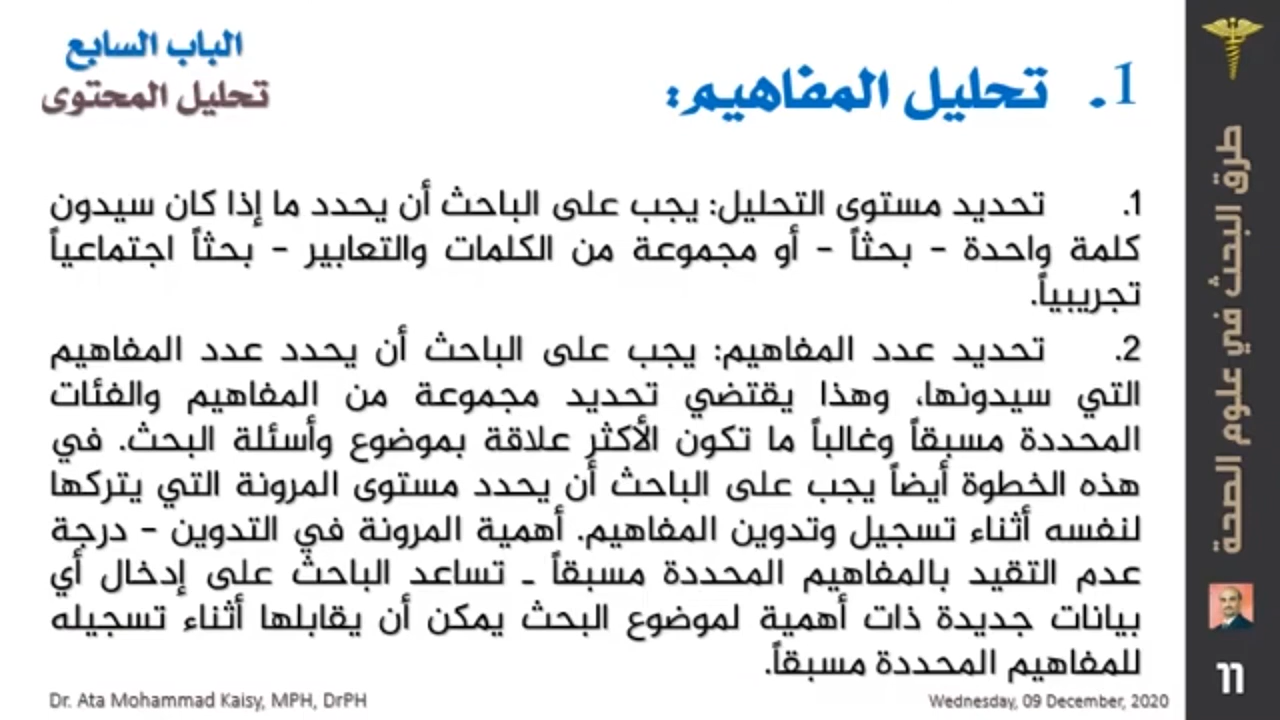 الباب السابع
تحليل المحتوى
1. تحليل المفاهيم:
1. تحديد مستوى التحليل: يجب على الباحث أن يحدد ما إذا كان سيدون
كلمة واحدة – بحثاً – أو مجموعة من الكلمات والتعابير – بحثاً اجتماعياً
تجريبياً.
2. تحديد عدد المفاهيم: يجب على الباحث أن يحدد عدد المفاهيم
التي سيدونها، وهذا يقتضي تحديد مجموعة من المفاهيم والفئات
المحددة مسبقاً وغالباً ما تكون الأكثر علاقة بموضوع وأسئلة البحث. في
هذه الخطوة أيضاً يجب على الباحث أن يحدد مستوى المرونة التي يتركها
لنفسه أثناء تسجيل وتدوين المفاهيم. أهمية المرونة في التدوين – درجة
عدم التقيد بالمفاهيم المحددة مسبقاً ـ تساعد الباحث على إدخال أي
بيانات جديدة ذات أهمية لموضوع البحث يمكن أن يقابلها أثناء تسجيله
للمفاهيم المحددة مسبقاً.
طرق البحث في علوم الصحة
11
Dr. Ata Mohammad Kaisy, MPH, DrPH
Wednesday, 09 December, 2020